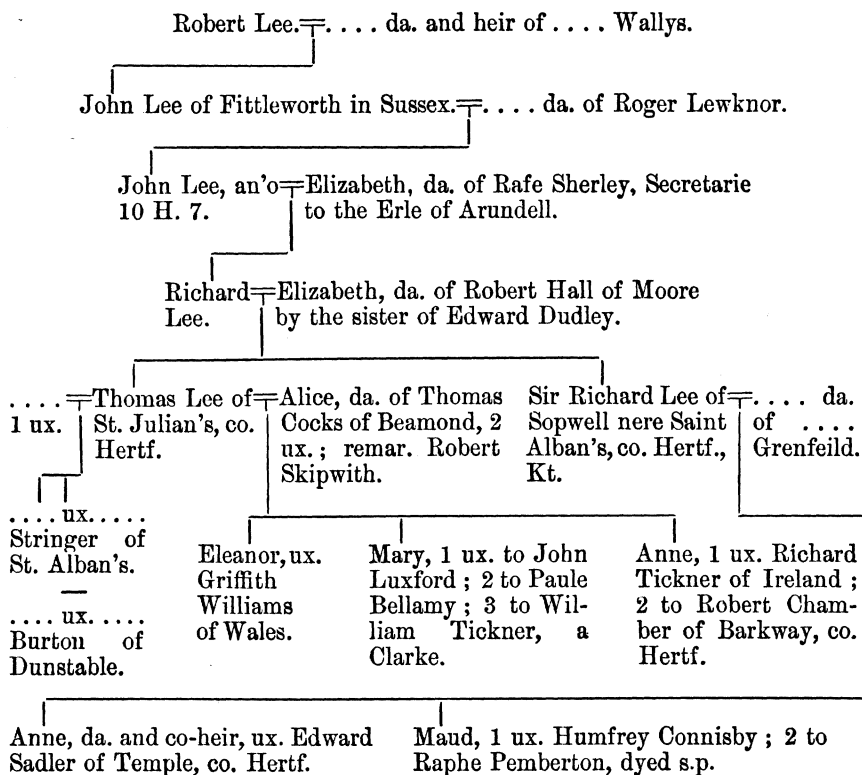 Robert Lee. . . . . da. and heir of . . . . Wallys.
John Lee of Fittleworth in Sussex. . . . . da. of Roger Lewknor.
John Lee, an'o Elizabeth, da. of Rafe Sherley, Secretarie
10 H. 7. to the Erle of Arundell.
Richard Elizabeth, da. of Robert Hall of Moore
Lee. by the sister of Edward Dudley.
. . . .
1 ux.
Thomas Lee of
St. Julian's, co.
Hertf.
Alice, da. of Thomas
Cocks of Beamond, 2
ux. ; remar. Robert
Skipwith.
Sir Richard Lee of
Sopwell nere Saint
Alban's, co. Hertf.,
Kt.
. . . . da.
of . . . .
Grenfeild.
. . . . ux. . . . .
Stringer of
St. Alban's.
. . . . ux. . . . .
Burton of
Dunstable.
Eleanor, ux.
Griffith
Williams
of Wales.
Mary, 1 ux. to John
Luxford ; 2 to Paule
Bellamy ; 3 to Wil-
liam Tickner, a
Clarke.
Anne, 1 ux. Richard
Tickner of Ireland ;
2 to Robert Cham-
ber of Barkway, co.
Hertf.
Anne, da. and co-heir, ux. Edward
Sadler of Temple, co. Hertf.
Maud, 1 ux. Humfrey Connisby ; 2 to
Raphe Pemberton, dyed s.p.